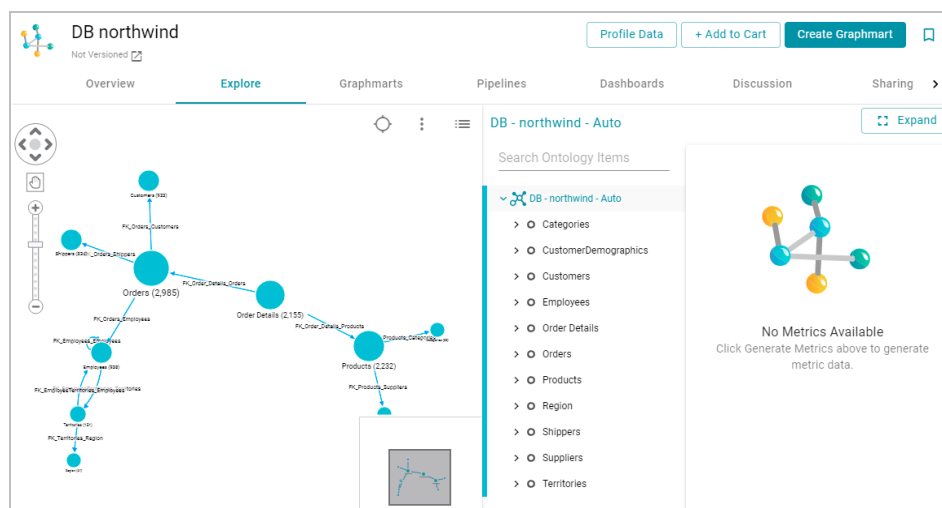 DB northwind
Not Versioned
Profile Data
+ Add to Cart
Create Graphmart
Overview
Explore
Graphmarts
Pipelines
Dashboards
Discussion
Sharing
DB - northwind - Auto
Expand
Search Ontology Items
DB - northwind - Auto
Categories
CustomerDemographics
Customers
Employees
Order Details
Orders
Products
Region
Shippers
Suppliers
Territories
No Metrics Available
Click Generate Metrics above to generate
metric data.
FK_Orders_Customers
Orders (2,985)
FK_Order_Details_Orders
Order Details (2,155)
FK_Orders_Employees
FK_Order_Details_Products
Products (2,232)
FK_Products_Suppliers
FK_Territories_Region